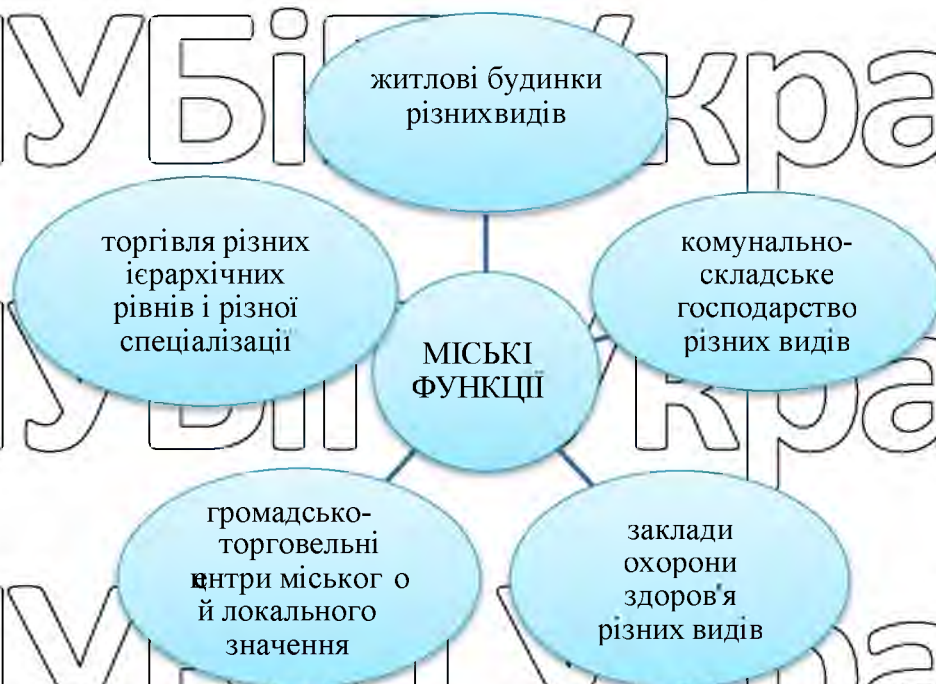 житлові будинки
різнихвидів
торгівля різних
ієрархічних
рівнів і різної
спеціалізації
комунально-
складське
господарство
різних видів
МІСЬКІ
ФУНКЦІЇ
громадсько-
торговельні
центри міськог о
й локального
значення
заклади
охорони
здоров'я
різних видів